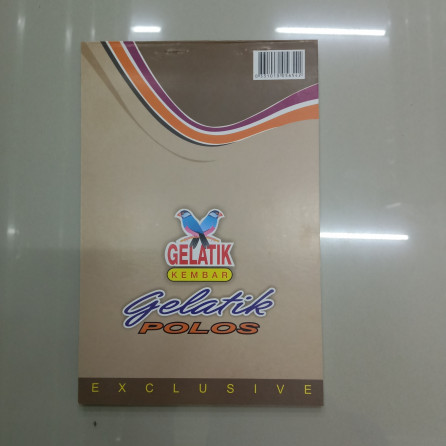 GELATIK
KEMBAR
Gelatik
POLOS
EXCLUSIVE